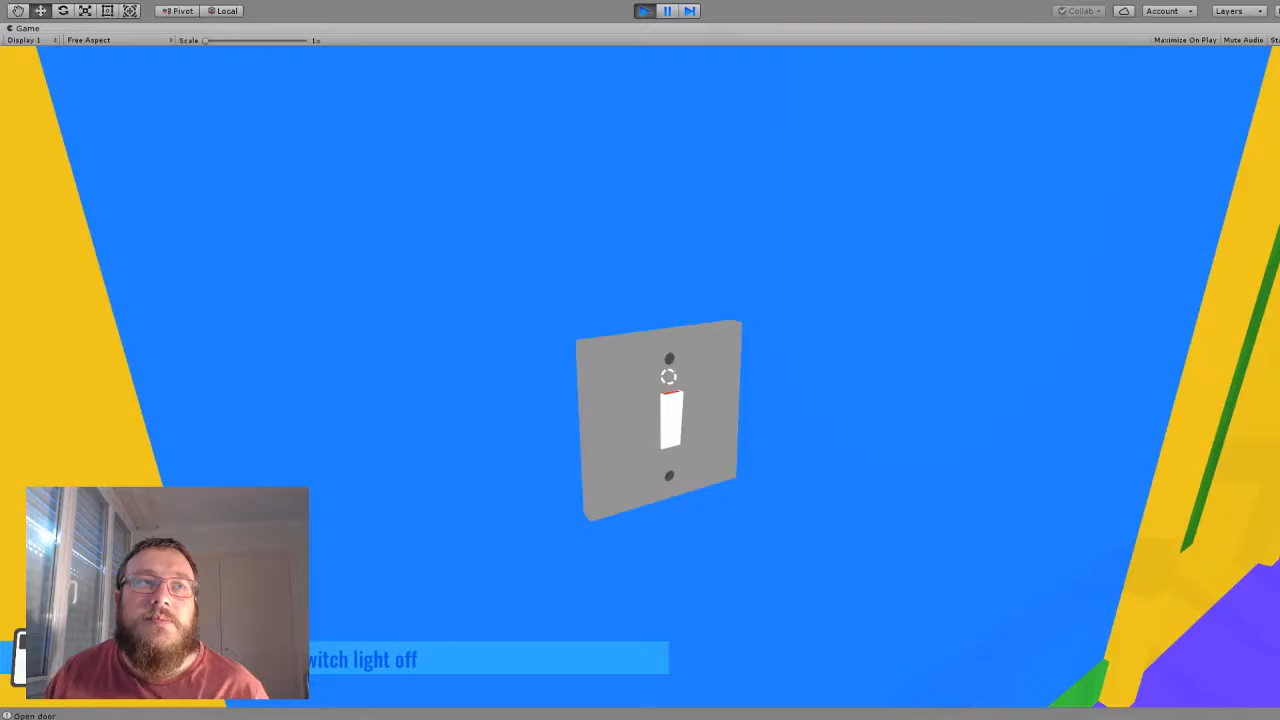 Pivot Local Collab Account Layers
Game
Display 1 Free Aspect Scale 1x Maximize On Play Mute Audio
witch light off
Open door